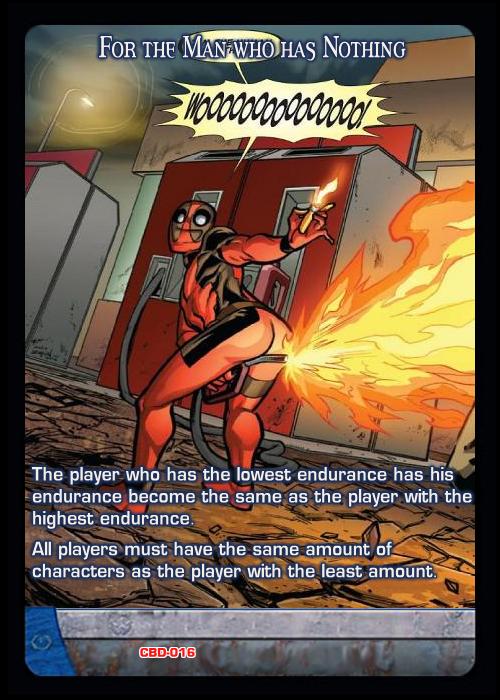 For the Man who has Nothing
WOOOOOOOOOOOOOO!
The player who has the lowest endurance has his
endurance become the same as the player with the
highest endurance.
All players must have the same amount of
characters as the player with the least amount.
CBD-016